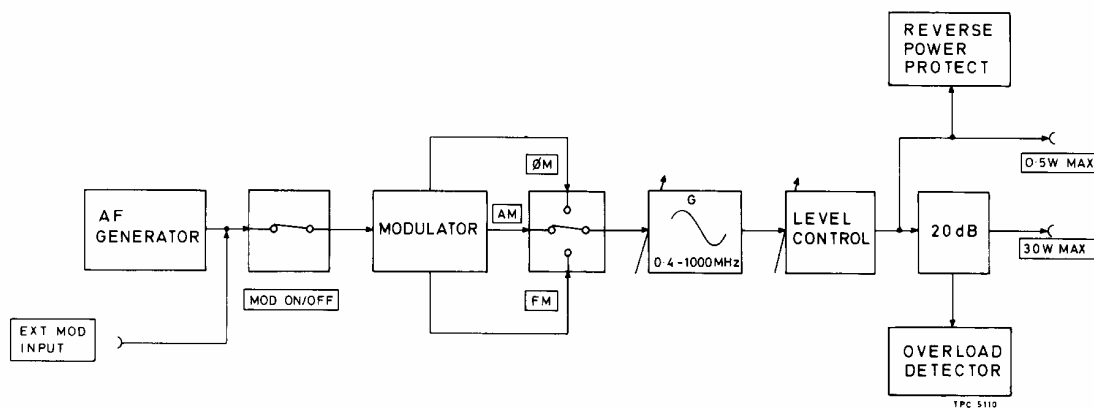 REVERSE
POWER
PROTECT
ØM
0·5W MAX
AF
GENERATOR
MODULATOR
AM
G
0·4-1000MHz
LEVEL
CONTROL
20dB
30W MAX
MOD ON/OFF
FM
EXT MOD
INPUT
OVERLOAD
DETECTOR
TPC 5110